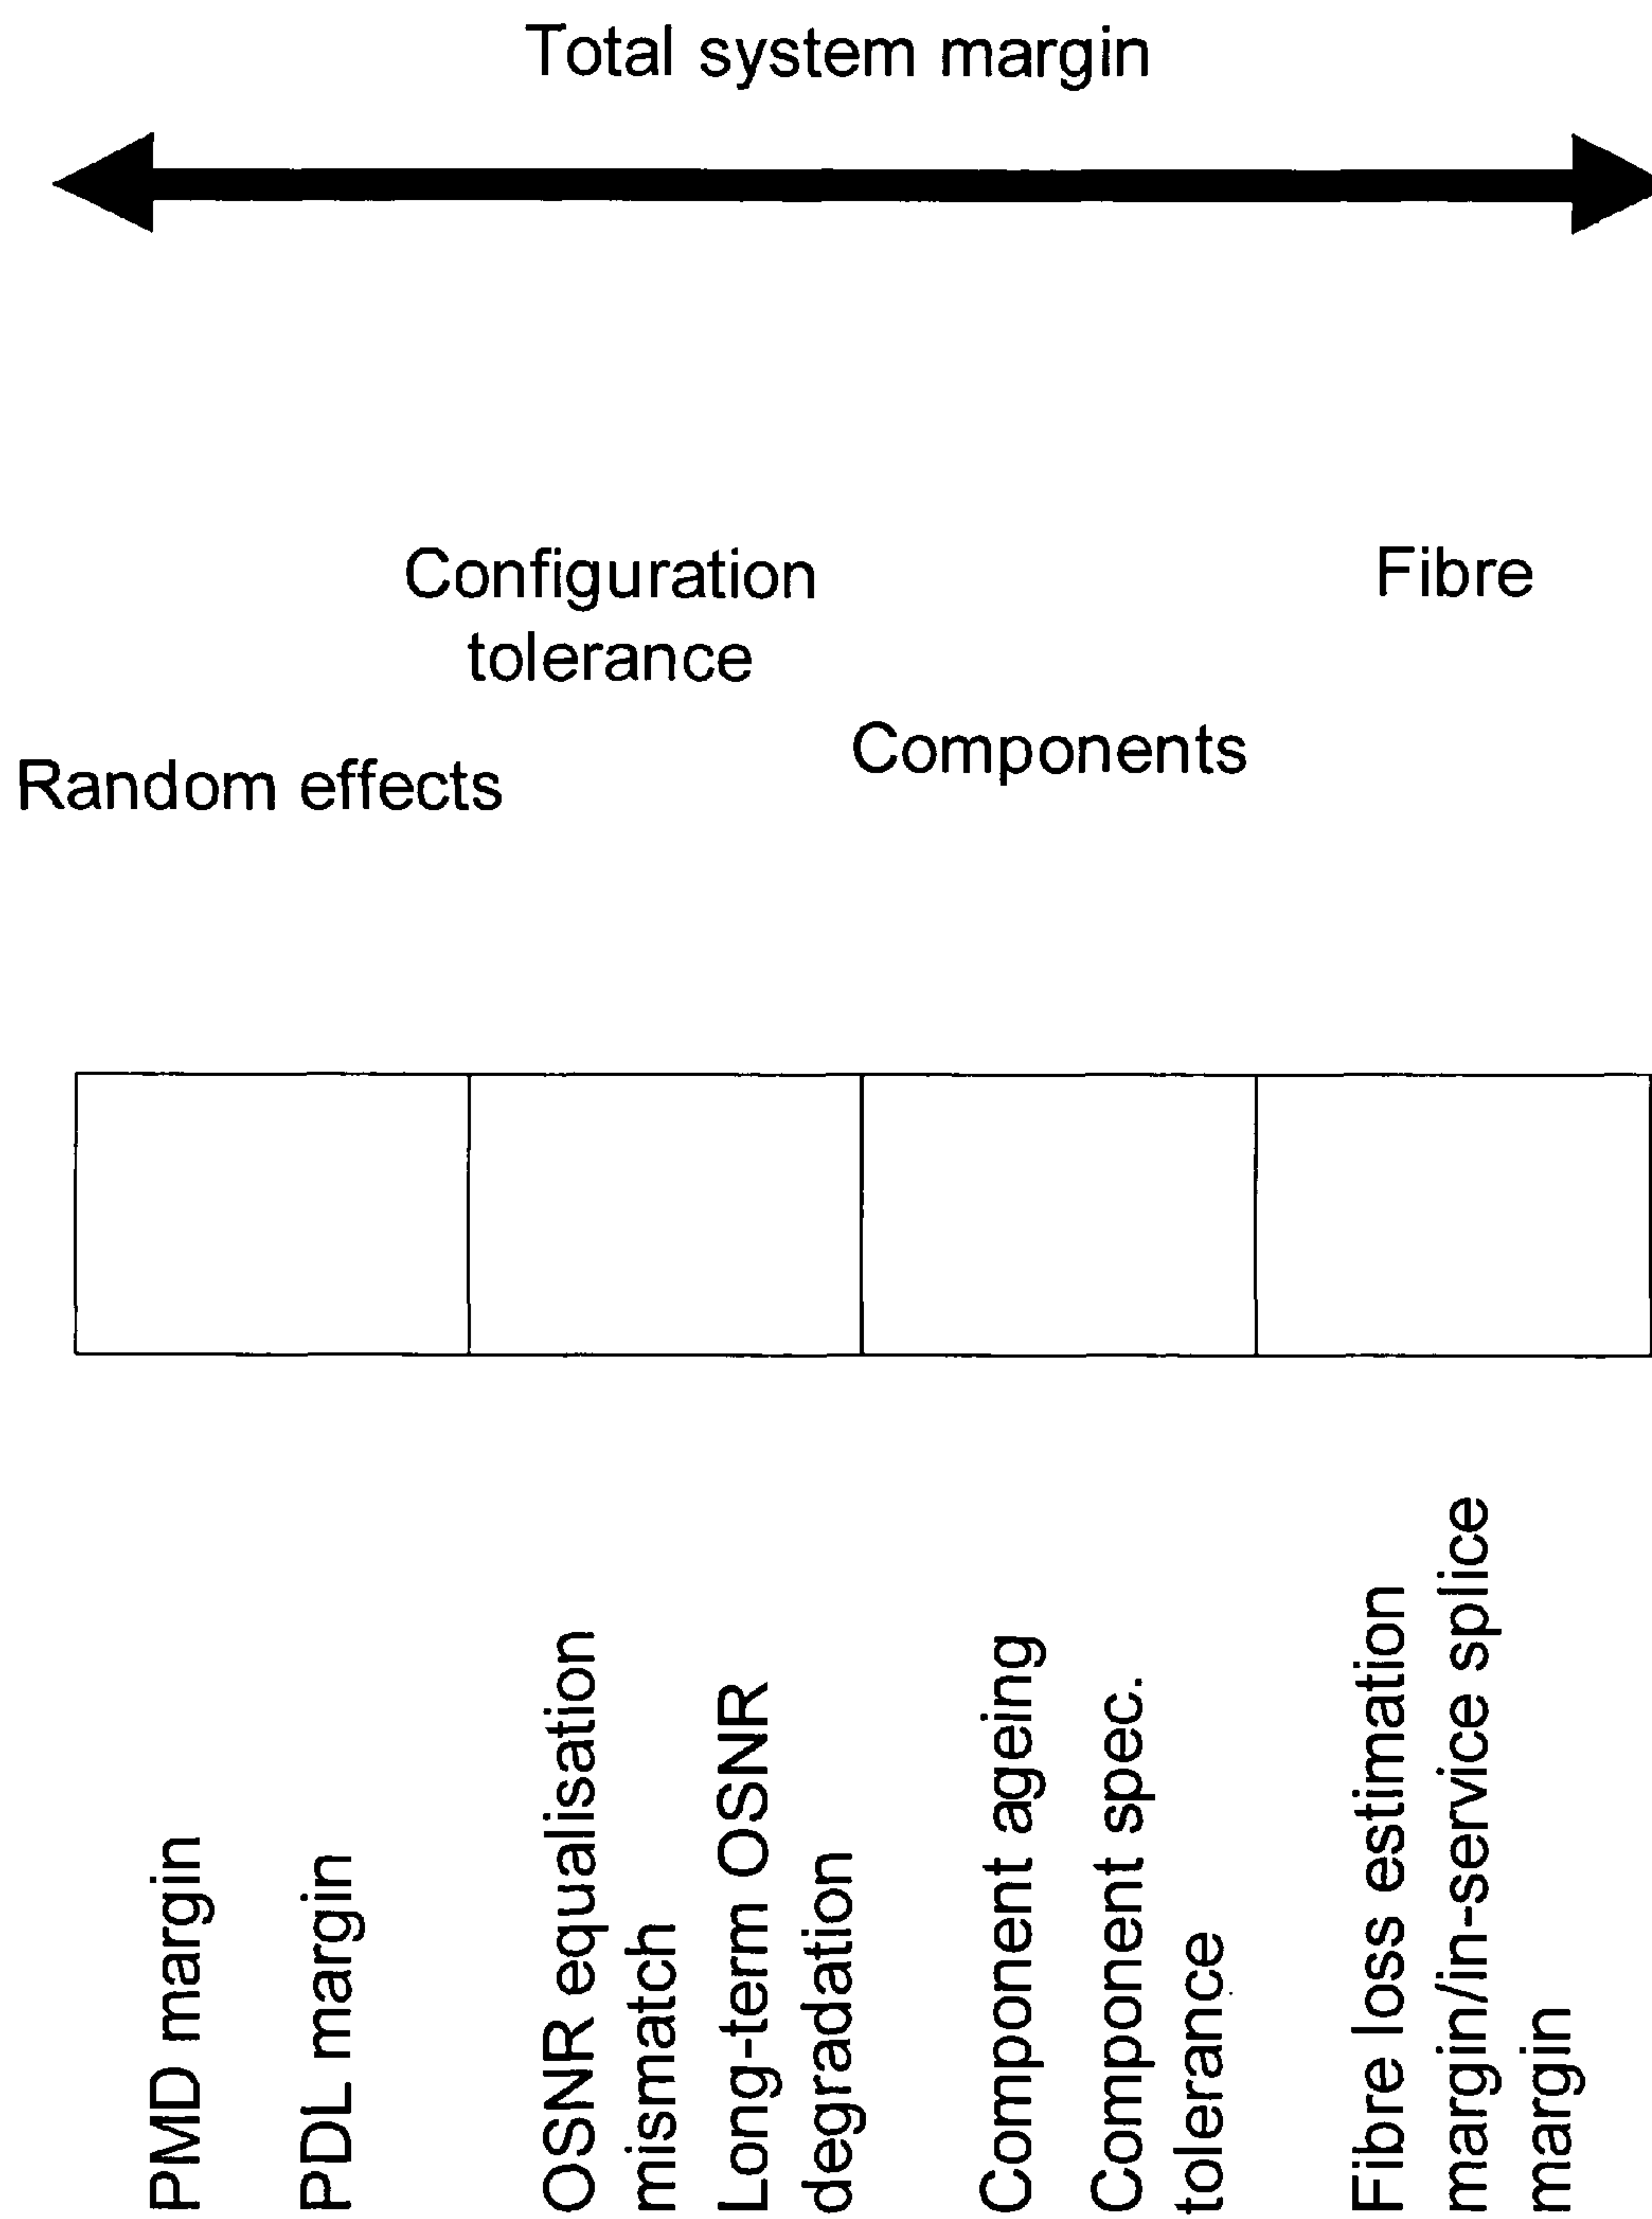 Total system margin
Configuration
tolerance
Fibre
Components
Random effects
PMD margin
PDL margin
OSNR equalisation
mismatch
Long-term OSNR
degradation
Component ageing
Component spec.
tolerance
Fibre loss estimation
margin/in-service splice
margin